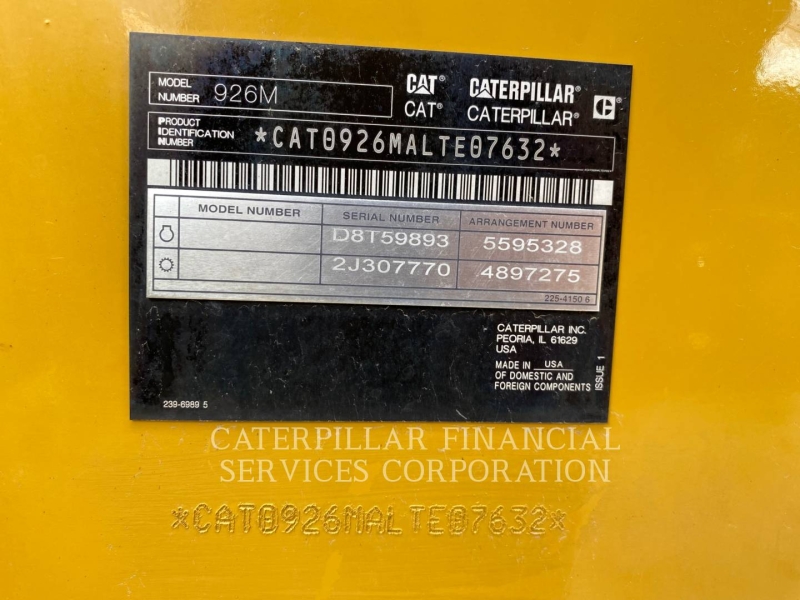 MODEL NUMBER 926M
CAT® CATERPILLAR®
CAT® CATERPILLAR®
PRODUCT IDENTIFICATION NUMBER *CAT0926MALTE07632*
MODEL NUMBER SERIAL NUMBER ARRANGEMENT NUMBER
D8T59893 5595328
2J307770 4897275
225-4150 6
CATERPILLAR INC.
PEORIA, IL 61629
USA
MADE IN USA
OF DOMESTIC AND
FOREIGN COMPONENTS
ISSUE 1
239-6989 5
CATERPILLAR FINANCIAL
SERVICES CORPORATION
*CAT0926MALTE07632*